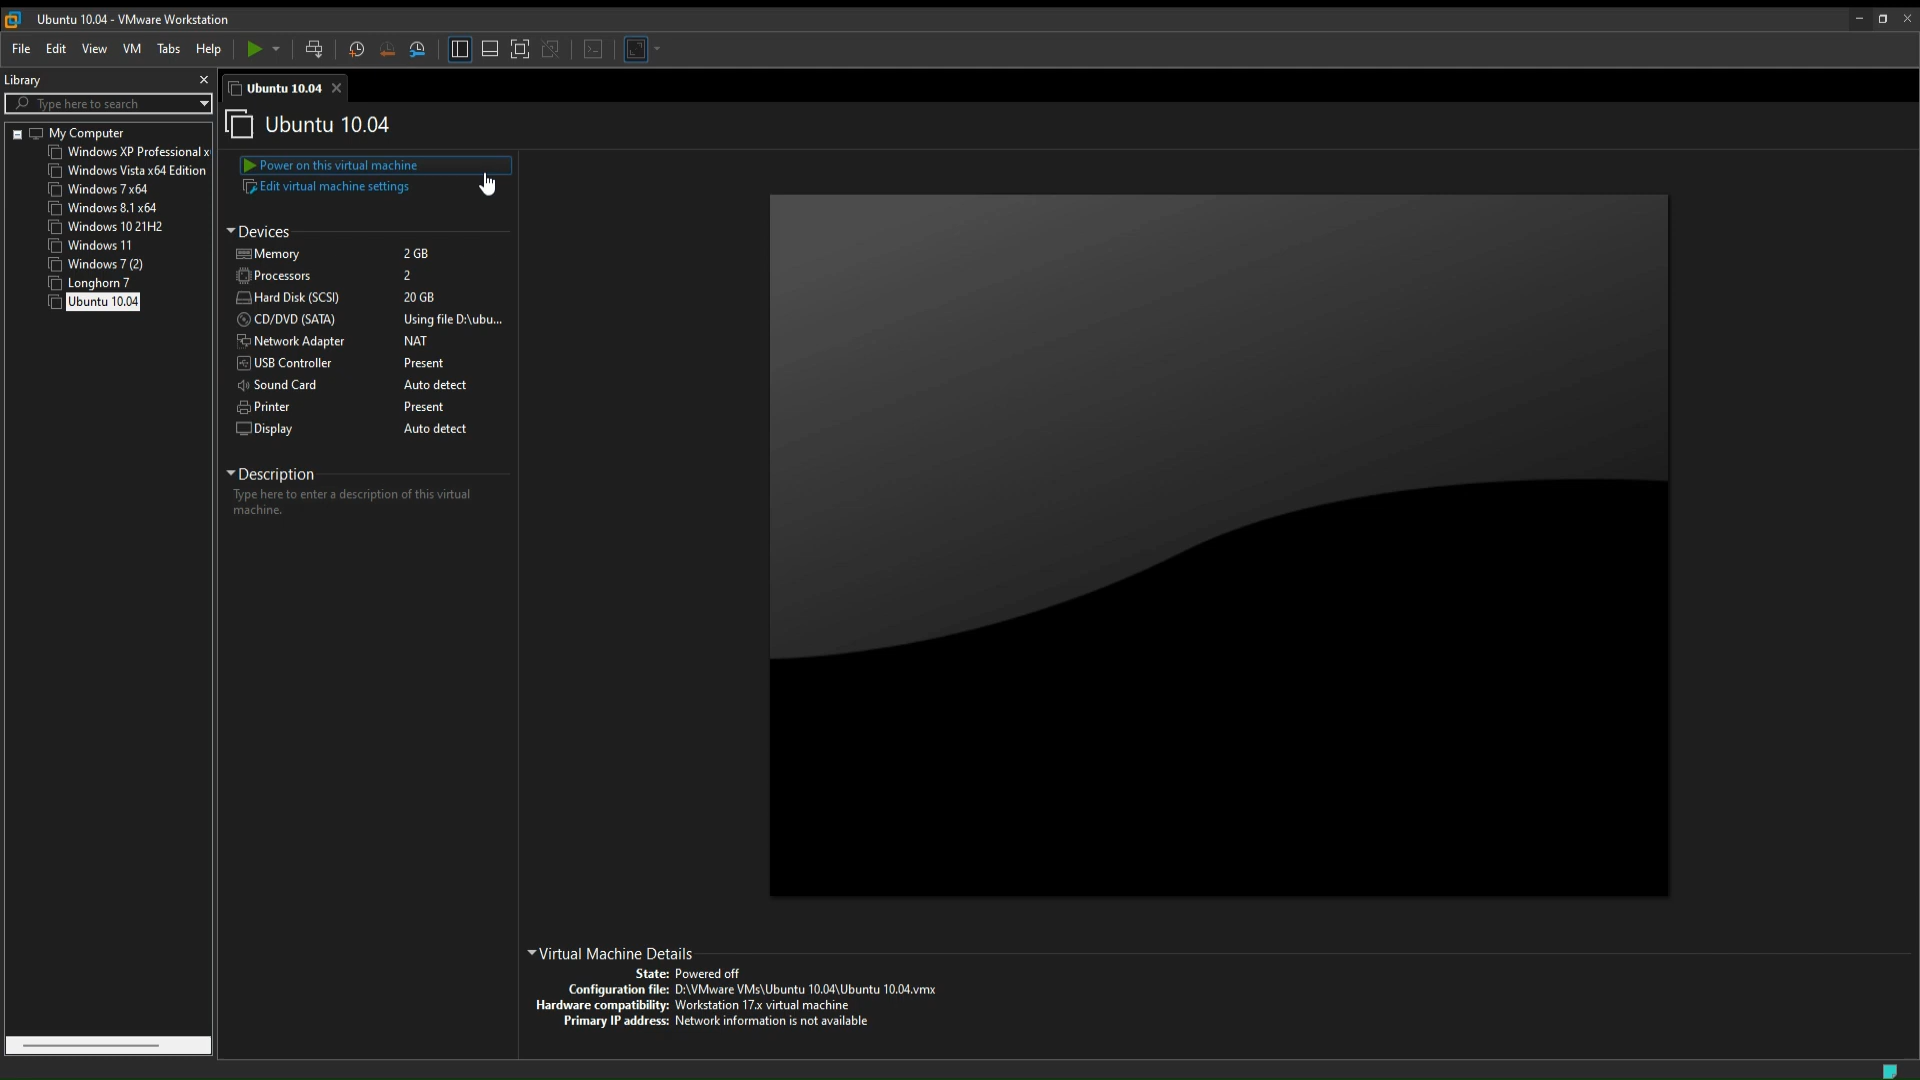 Ubuntu 10.04 - VMware Workstation
File Edit View VM Tabs Help
Library
Type here to search
My Computer
Windows XP Professional x
Windows Vista x64 Edition
Windows 7 x64
Windows 8.1 x64
Windows 10 21H2
Windows 11
Windows 7 (2)
Longhorn 7
Ubuntu 10.04
Ubuntu 10.04
Ubuntu 10.04
Power on this virtual machine
Edit virtual machine settings
Devices
Memory 2 GB
Processors 2
Hard Disk (SCSI) 20 GB
CD/DVD (SATA) Using file D:\ubu...
Network Adapter NAT
USB Controller Present
Sound Card Auto detect
Printer Present
Display Auto detect
Description
Type here to enter a description of this virtual
machine.
Virtual Machine Details
State: Powered off
Configuration file: D:\VMware VMs\Ubuntu 10.04\Ubuntu 10.04.vmx
Hardware compatibility: Workstation 17.x virtual machine
Primary IP address: Network information is not available